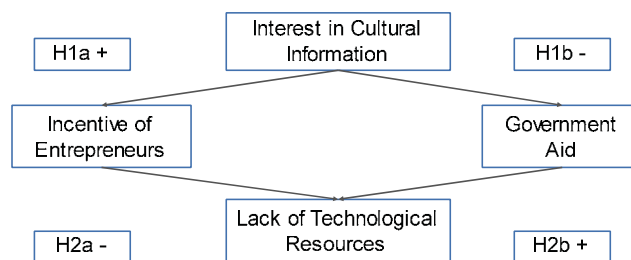 Interest in Cultural
Information
H1a +
H1b -
Incentive of
Entrepreneurs
Government
Aid
Lack of Technological
Resources
H2a -
H2b +